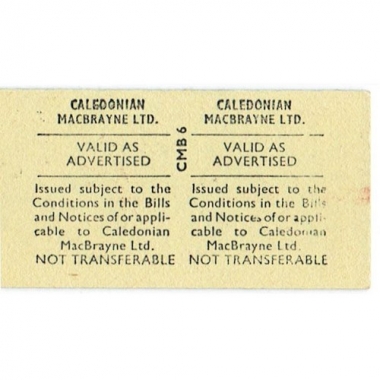 CALEDONIAN
MACBRAYNE LTD.
VALID AS
ADVERTISED
Issued subject to the
Conditions in the Bills
and Notices of or appli-
cable to Caledonian
MacBrayne Ltd.
NOT TRANSFERABLE
CMB 6
CALEDONIAN
MACBRAYNE LTD.
VALID AS
ADVERTISED
Issued subject to the
Conditions in the Bills
and Notices of or appli-
cable to Caledonian
MacBrayne Ltd.
NOT TRANSFERABLE